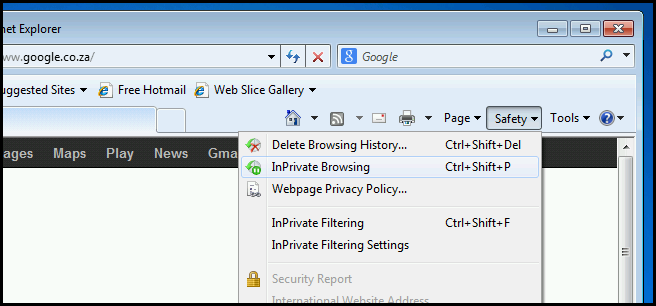 net Explorer
ww.google.co.za/
Google
uggested Sites
Free Hotmail
Web Slice Gallery
Page
Safety
Tools
ages Maps Play News Gma
Delete Browsing History... Ctrl+Shift+Del
InPrivate Browsing Ctrl+Shift+P
Webpage Privacy Policy...
InPrivate Filtering Ctrl+Shift+F
InPrivate Filtering Settings
Security Report
International Website Address